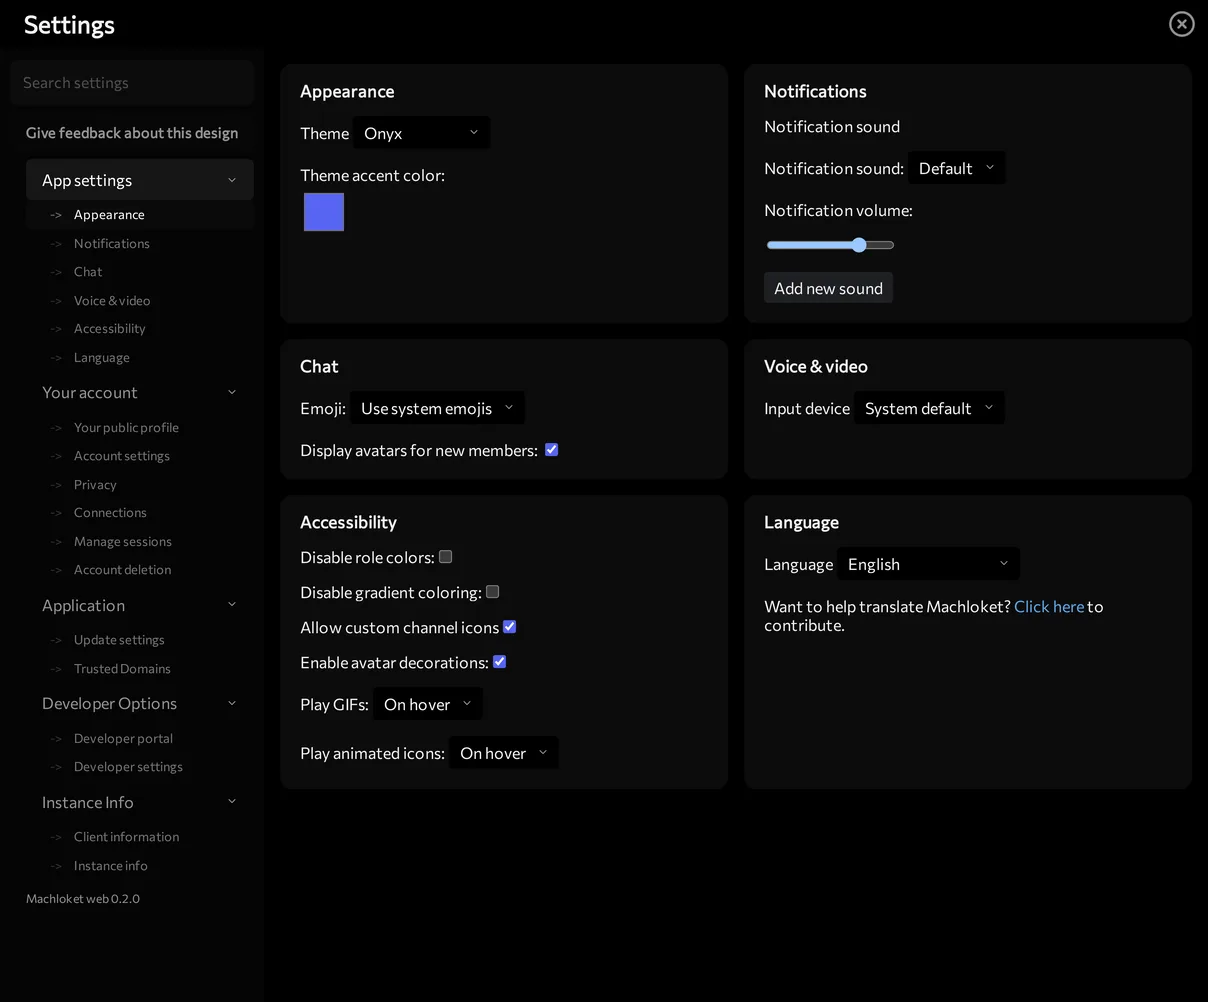 Settings
Search settings
Give feedback about this design
App settings
-> Appearance
-> Notifications
-> Chat
-> Voice & video
-> Accessibility
-> Language
Your account
-> Your public profile
-> Account settings
-> Privacy
-> Connections
-> Manage sessions
-> Account deletion
Application
-> Update settings
-> Trusted Domains
Developer Options
-> Developer portal
-> Developer settings
Instance Info
-> Client information
-> Instance info
Machloket web 0.2.0
Appearance
Theme Onyx
Theme accent color:
Notifications
Notification sound
Notification sound: Default
Notification volume:
Add new sound
Chat
Emoji: Use system emojis
Display avatars for new members:
Voice & video
Input device System default
Accessibility
Disable role colors:
Disable gradient coloring:
Allow custom channel icons
Enable avatar decorations:
Play GIFs: On hover
Play animated icons: On hover
Language
Language English
Want to help translate Machloket? Click here to
contribute.